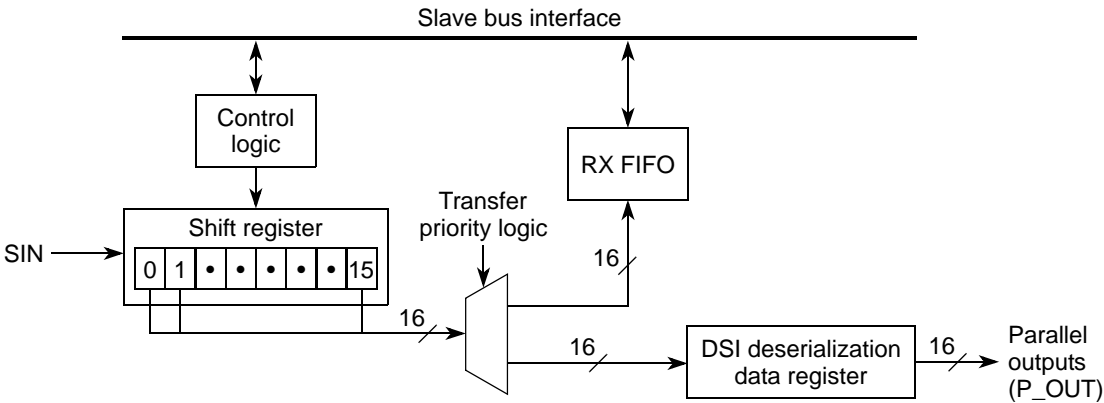 Slave bus interface
Control
logic
RX FIFO
Transfer
priority logic
Shift register
SIN
0 1 • • • • • 15
16
16
16
DSI deserialization
data register
16
Parallel
outputs
(P_OUT)